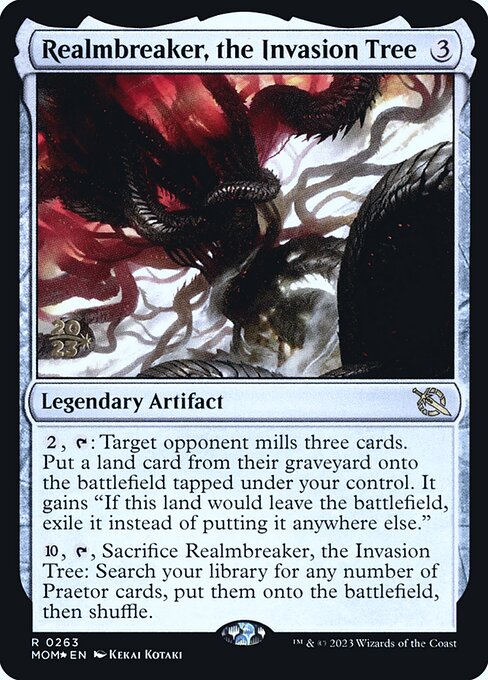 Realmbreaker, the Invasion Tree 3
20
23
Legendary Artifact
2, T: Target opponent mills three cards.
Put a land card from their graveyard onto
the battlefield tapped under your control. It
gains “If this land would leave the battlefield,
exile it instead of putting it anywhere else.”
10, T, Sacrifice Realmbreaker, the Invasion
Tree: Search your library for any number of
Praetor cards, put them onto the battlefield,
then shuffle.
R 0263
MOM★EN Kekai Kotaki
™ & © 2023 Wizards of the Coast